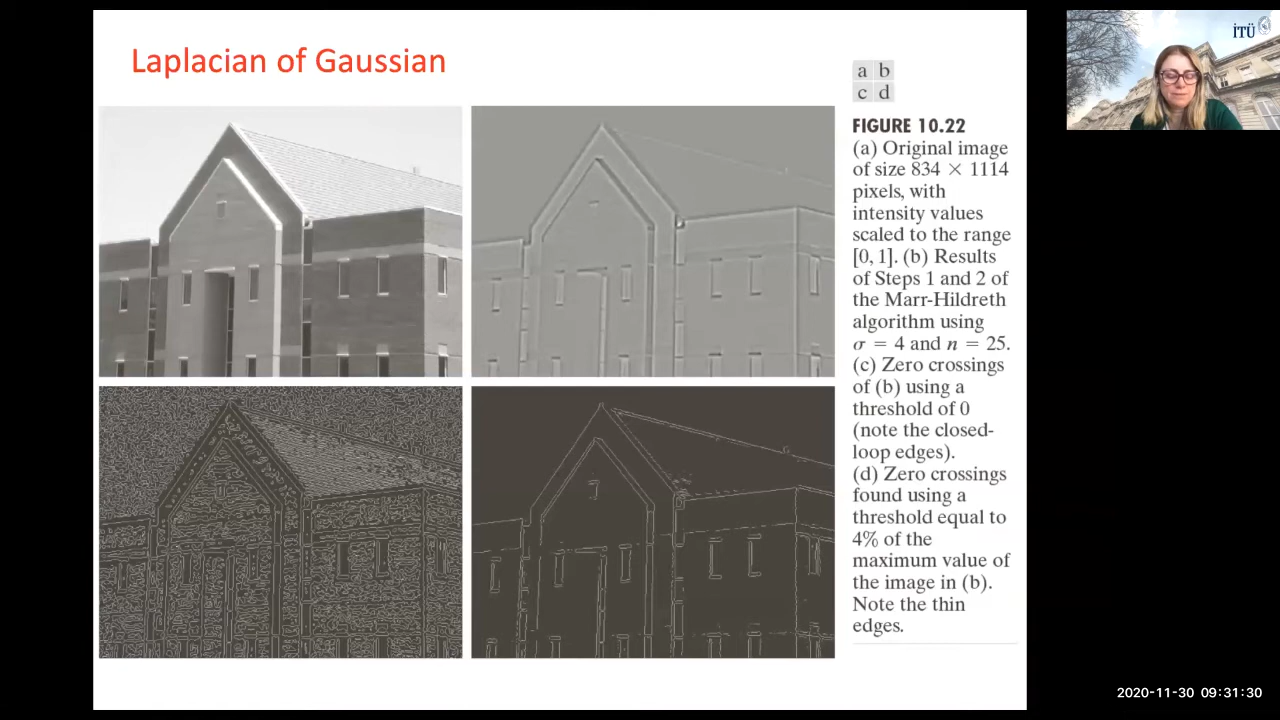 Laplacian of Gaussian
a b
c d
FIGURE 10.22
(a) Original image
of size 834 × 1114
pixels, with
intensity values
scaled to the range
[0, 1]. (b) Results
of Steps 1 and 2 of
the Marr-Hildreth
algorithm using
σ = 4 and n = 25.
(c) Zero crossings
of (b) using a
threshold of 0
(note the closed-
loop edges).
(d) Zero crossings
found using a
threshold equal to
4% of the
maximum value of
the image in (b).
Note the thin
edges.
İTÜ
2020-11-30 09:31:30